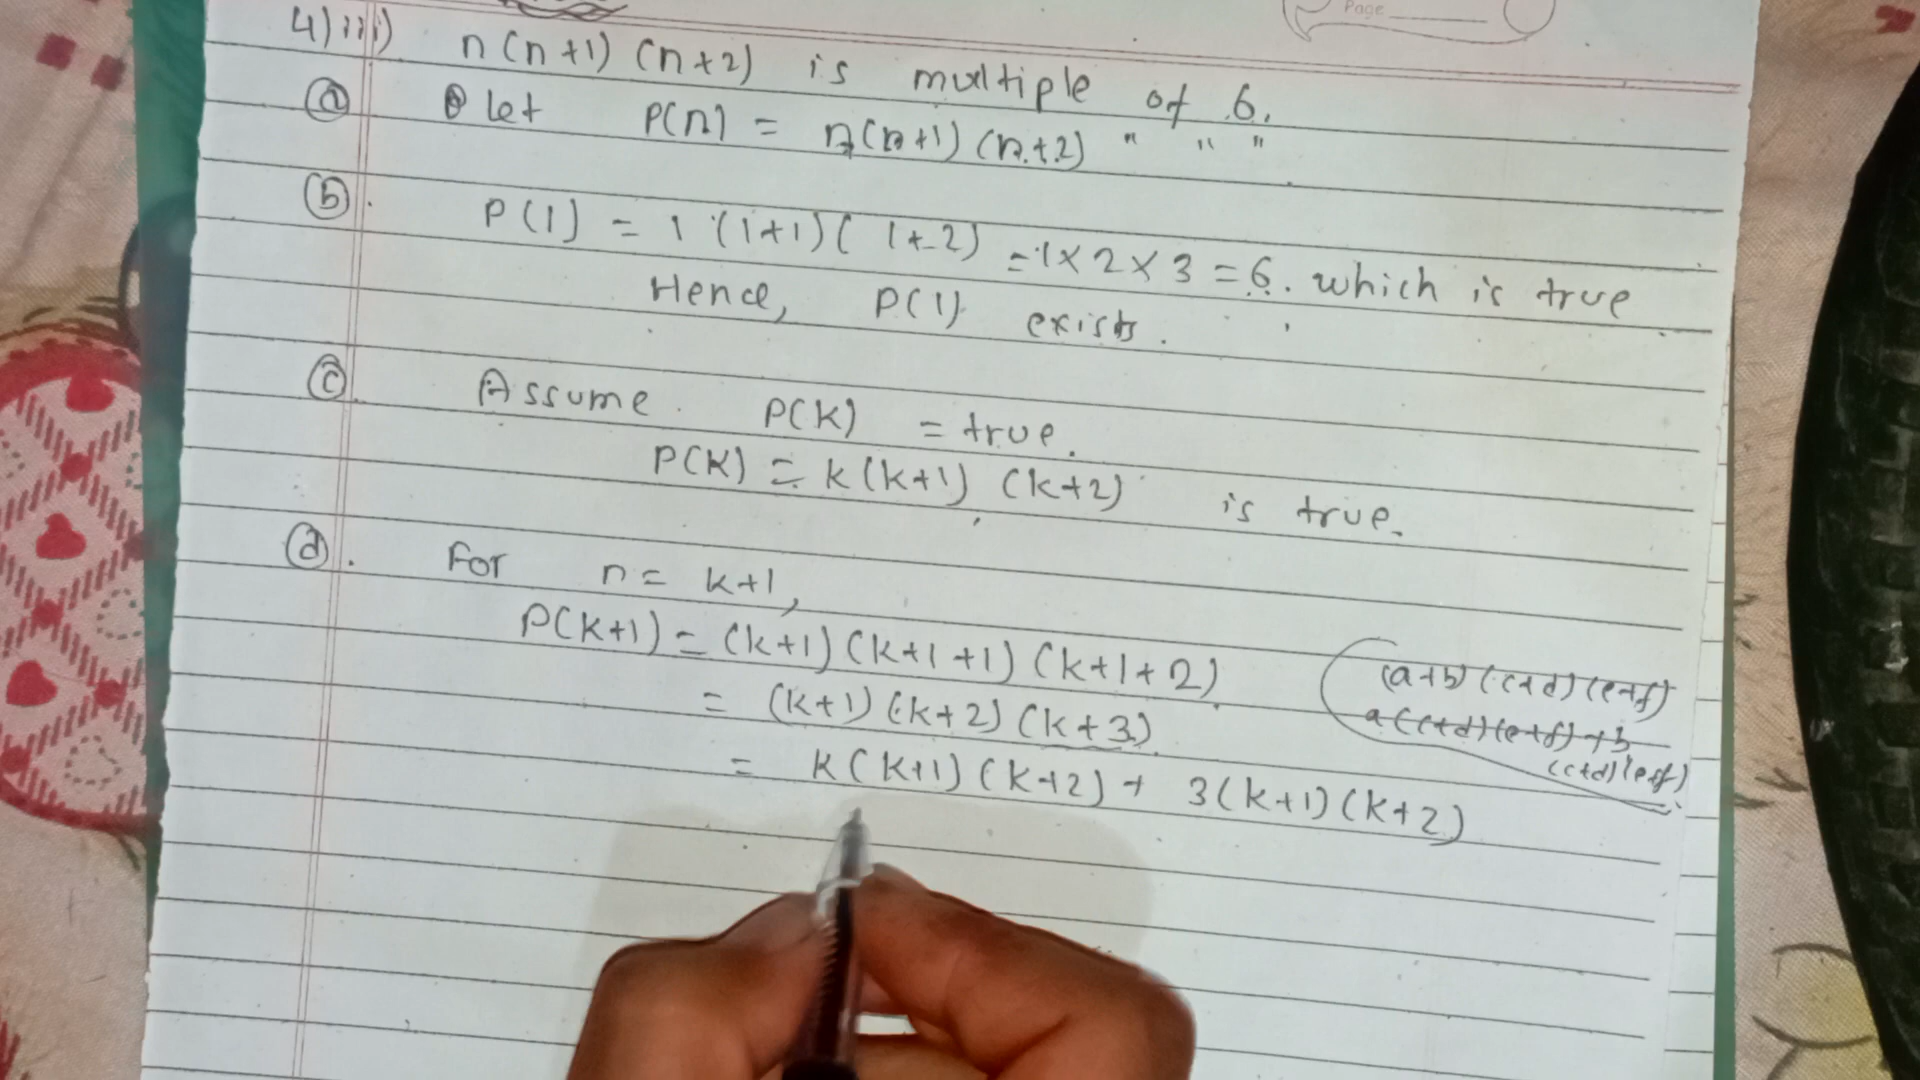 Page
4) iii) n(n+1) (n+2) is multiple of 6.
ⓐ Let P(n) = n(n+1) (n+2) " " "
ⓑ. P(1) = 1 (1+1)( 1+2) = 1×2×3 = 6. which is true
Hence, P(1) exists.
ⓒ Assume P(k) = true.
P(k) = k(k+1) (k+2) is true.
ⓓ. For n = k+1,
P(k+1) = (k+1) (k+1+1) (k+1+2)
= (k+1) (k+2) (k+3)
= k(k+1) (k+2) + 3(k+1) (k+2)
(a+b) (c+d) (e+f)
a(c+d)(e+f) + b
(c+d)(e+f)